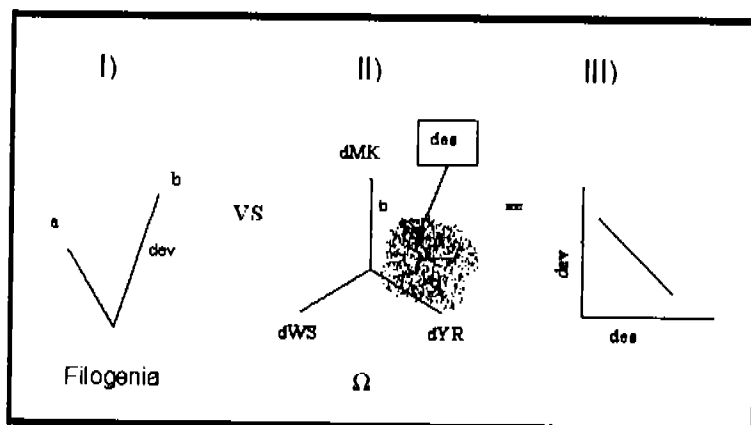 I)
II)
III)
des
dMK
b
a
VS
b
=
dev
dev
dWS
dYR
des
Filogenia
Ω